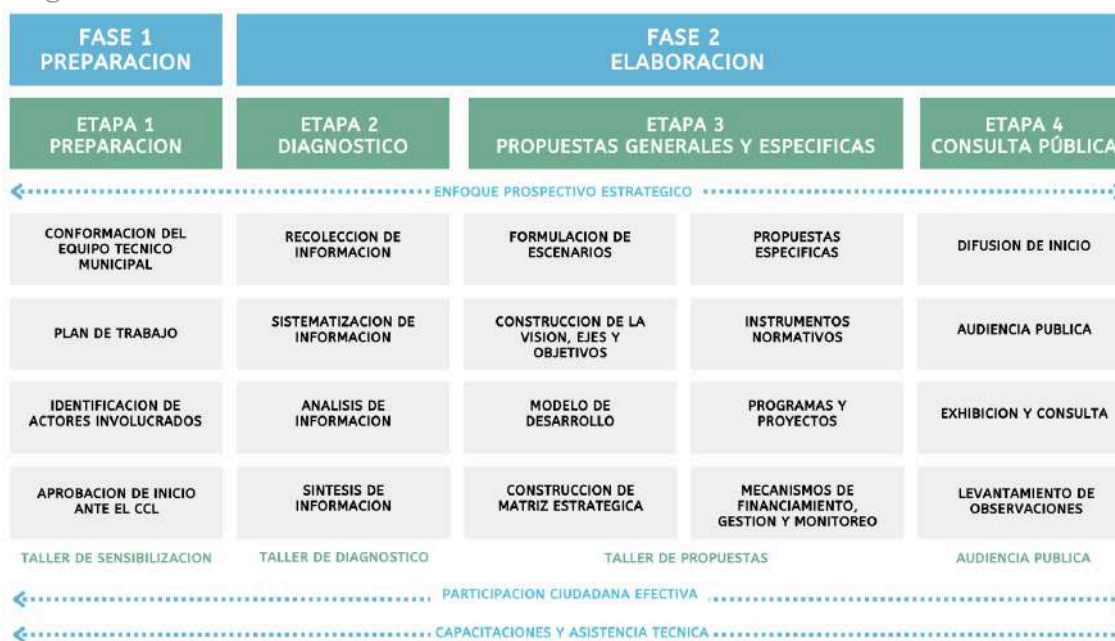 FASE 1
PREPARACION
FASE 2
ELABORACION
ETAPA 1
PREPARACION
ETAPA 2
DIAGNOSTICO
ETAPA 3
PROPUESTAS GENERALES Y ESPECIFICAS
ETAPA 4
CONSULTA PÚBLICA
ENFOQUE PROSPECTIVO ESTRATEGICO
CONFORMACION DEL
EQUIPO TECNICO
MUNICIPAL
RECOLECCION DE
INFORMACION
FORMULACION DE
ESCENARIOS
PROPUESTAS
ESPECIFICAS
DIFUSION DE INICIO
PLAN DE TRABAJO
SISTEMATIZACION DE
INFORMACION
CONSTRUCCION DE LA
VISION, EJES Y
OBJETIVOS
INSTRUMENTOS
NORMATIVOS
AUDIENCIA PUBLICA
IDENTIFICACION DE
ACTORES INVOLUCRADOS
ANALISIS DE
INFORMACION
MODELO DE
DESARROLLO
PROGRAMAS Y
PROYECTOS
EXHIBICION Y CONSULTA
APROBACION DE INICIO
ANTE EL CCL
SINTESIS DE
INFORMACION
CONSTRUCCION DE
MATRIZ ESTRATEGICA
MECANISMOS DE
FINANCIAMIENTO,
GESTION Y MONITOREO
LEVANTAMIENTO DE
OBSERVACIONES
TALLER DE SENSIBILIZACION
TALLER DE DIAGNOSTICO
TALLER DE PROPUESTAS
AUDIENCIA PUBLICA
PARTICIPACION CIUDADANA EFECTIVA
CAPACITACIONES Y ASISTENCIA TECNICA